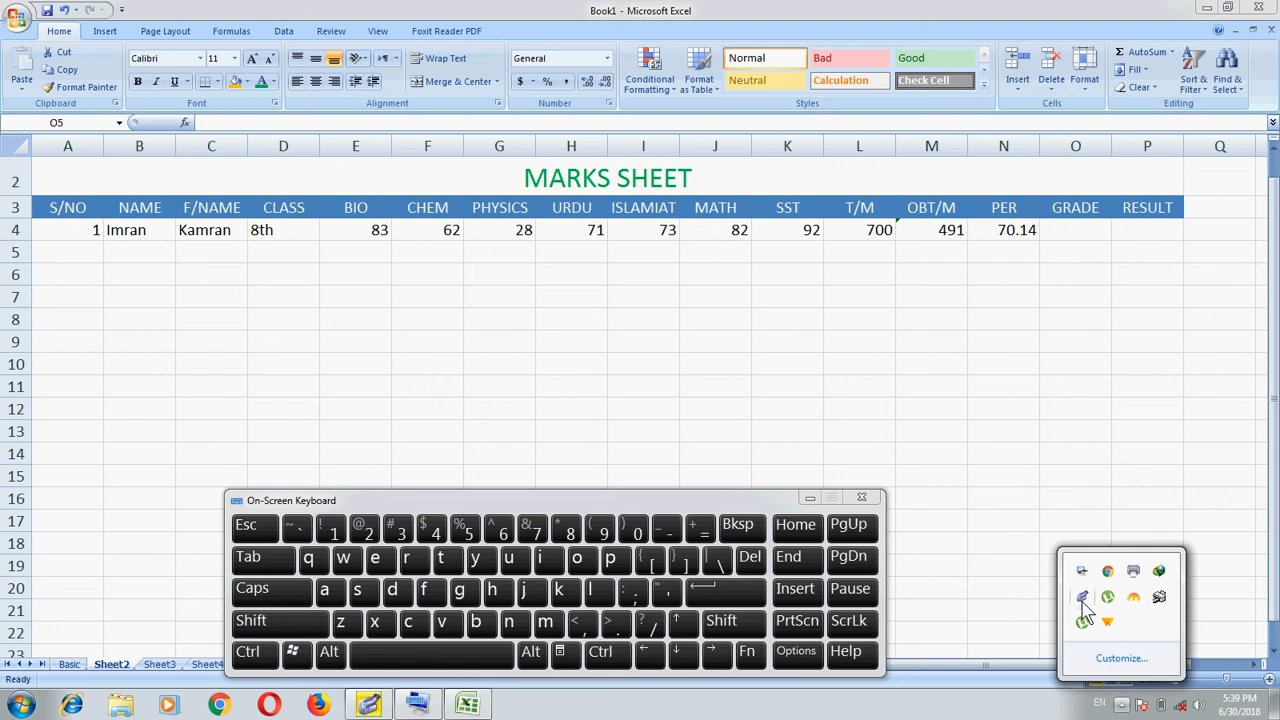 Book1 - Microsoft Excel
Home Insert Page Layout Formulas Data Review View Foxit Reader PDF
Cut
Copy
Format Painter
Paste
Clipboard
Calibri 11
Font
Wrap Text
Merge & Center
Alignment
General
Number
Conditional Formatting
Format as Table
Normal Bad Good
Neutral Calculation Check Cell
Styles
Insert Delete Format
Cells
AutoSum
Fill
Clear
Sort & Filter
Find & Select
Editing
O5 fx
A B C D E F G H I J K L M N O P Q
2 MARKS SHEET
3 S/NO NAME F/NAME CLASS BIO CHEM PHYSICS URDU ISLAMIAT MATH SST T/M OBT/M PER GRADE RESULT
4 1 Imran Kamran 8th 83 62 28 71 73 82 92 700 491 70.14
5
6
7
8
9
10
11
12
13
14
15
16
17
18
19
20
21
22
On-Screen Keyboard
Esc ~ ` ! 1 @ 2 # 3 $ 4 % 5 ^ 6 & 7 * 8 ( 9 ) 0 _ - + = Bksp Home PgUp
Tab q w e r t y u i o p { [ } ] | \ Del End PgDn
Caps a s d f g h j k l : ; " ' Insert Pause
Shift z x c v b n m < , > . ? / Shift PrtScn ScrLk
Ctrl Alt Alt Ctrl Fn Options Help
Customize...
Basic Sheet2 Sheet3 Sheet4
Ready
EN
5:39 PM
6/30/2018